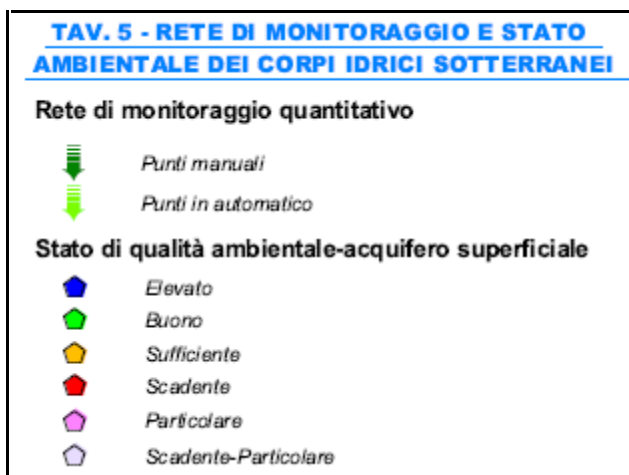 TAV. 5 - RETE DI MONITORAGGIO E STATO
AMBIENTALE DEI CORPI IDRICI SOTTERRANEI
Rete di monitoraggio quantitativo
Punti manuali
Punti in automatico
Stato di qualità ambientale-acquifero superficiale
Elevato
Buono
Sufficiente
Scadente
Particolare
Scadente-Particolare